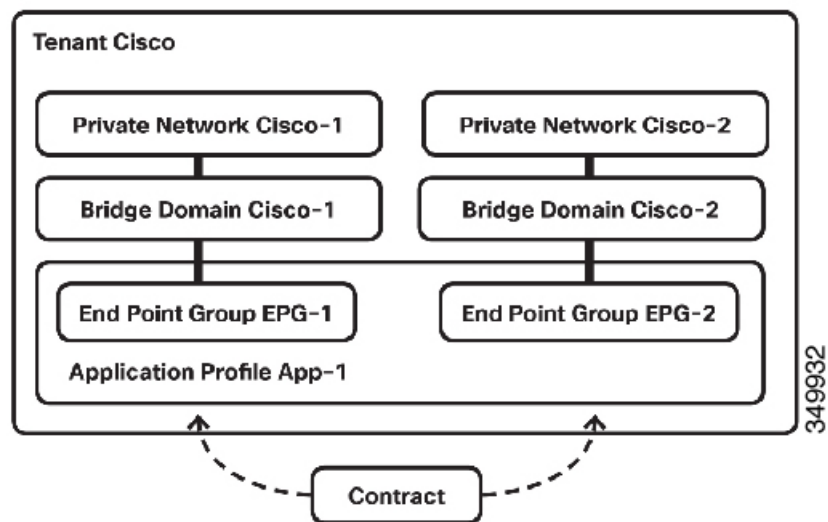 Tenant Cisco
Private Network Cisco-1
Private Network Cisco-2
Bridge Domain Cisco-1
Bridge Domain Cisco-2
End Point Group EPG-1
End Point Group EPG-2
Application Profile App-1
Contract
349932